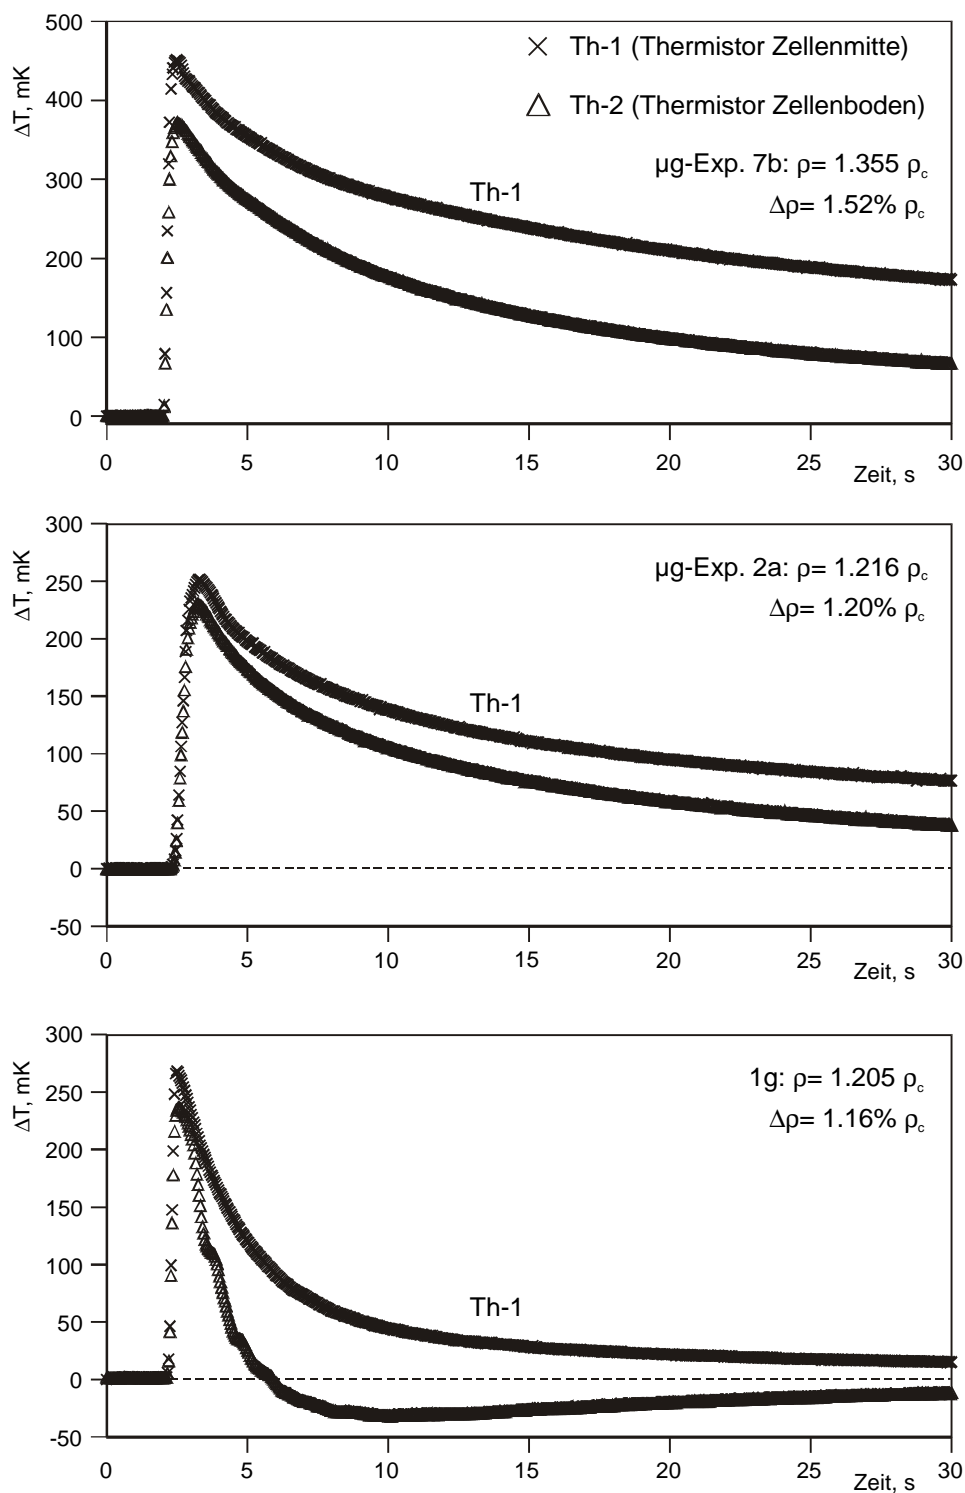 500
400
300
200
100
0
ΔT, mK
Th-1 (Thermistor Zellenmitte)
Th-2 (Thermistor Zellenboden)
µg-Exp. 7b: ρ= 1.355 ρc
Δρ= 1.52% ρc
Th-1
0 5 10 15 20 25 30
Zeit, s
300
250
200
150
100
50
0
-50
ΔT, mK
µg-Exp. 2a: ρ= 1.216 ρc
Δρ= 1.20% ρc
Th-1
0 5 10 15 20 25 30
Zeit, s
300
250
200
150
100
50
0
-50
ΔT, mK
1g: ρ= 1.205 ρc
Δρ= 1.16% ρc
Th-1
0 5 10 15 20 25 30
Zeit, s